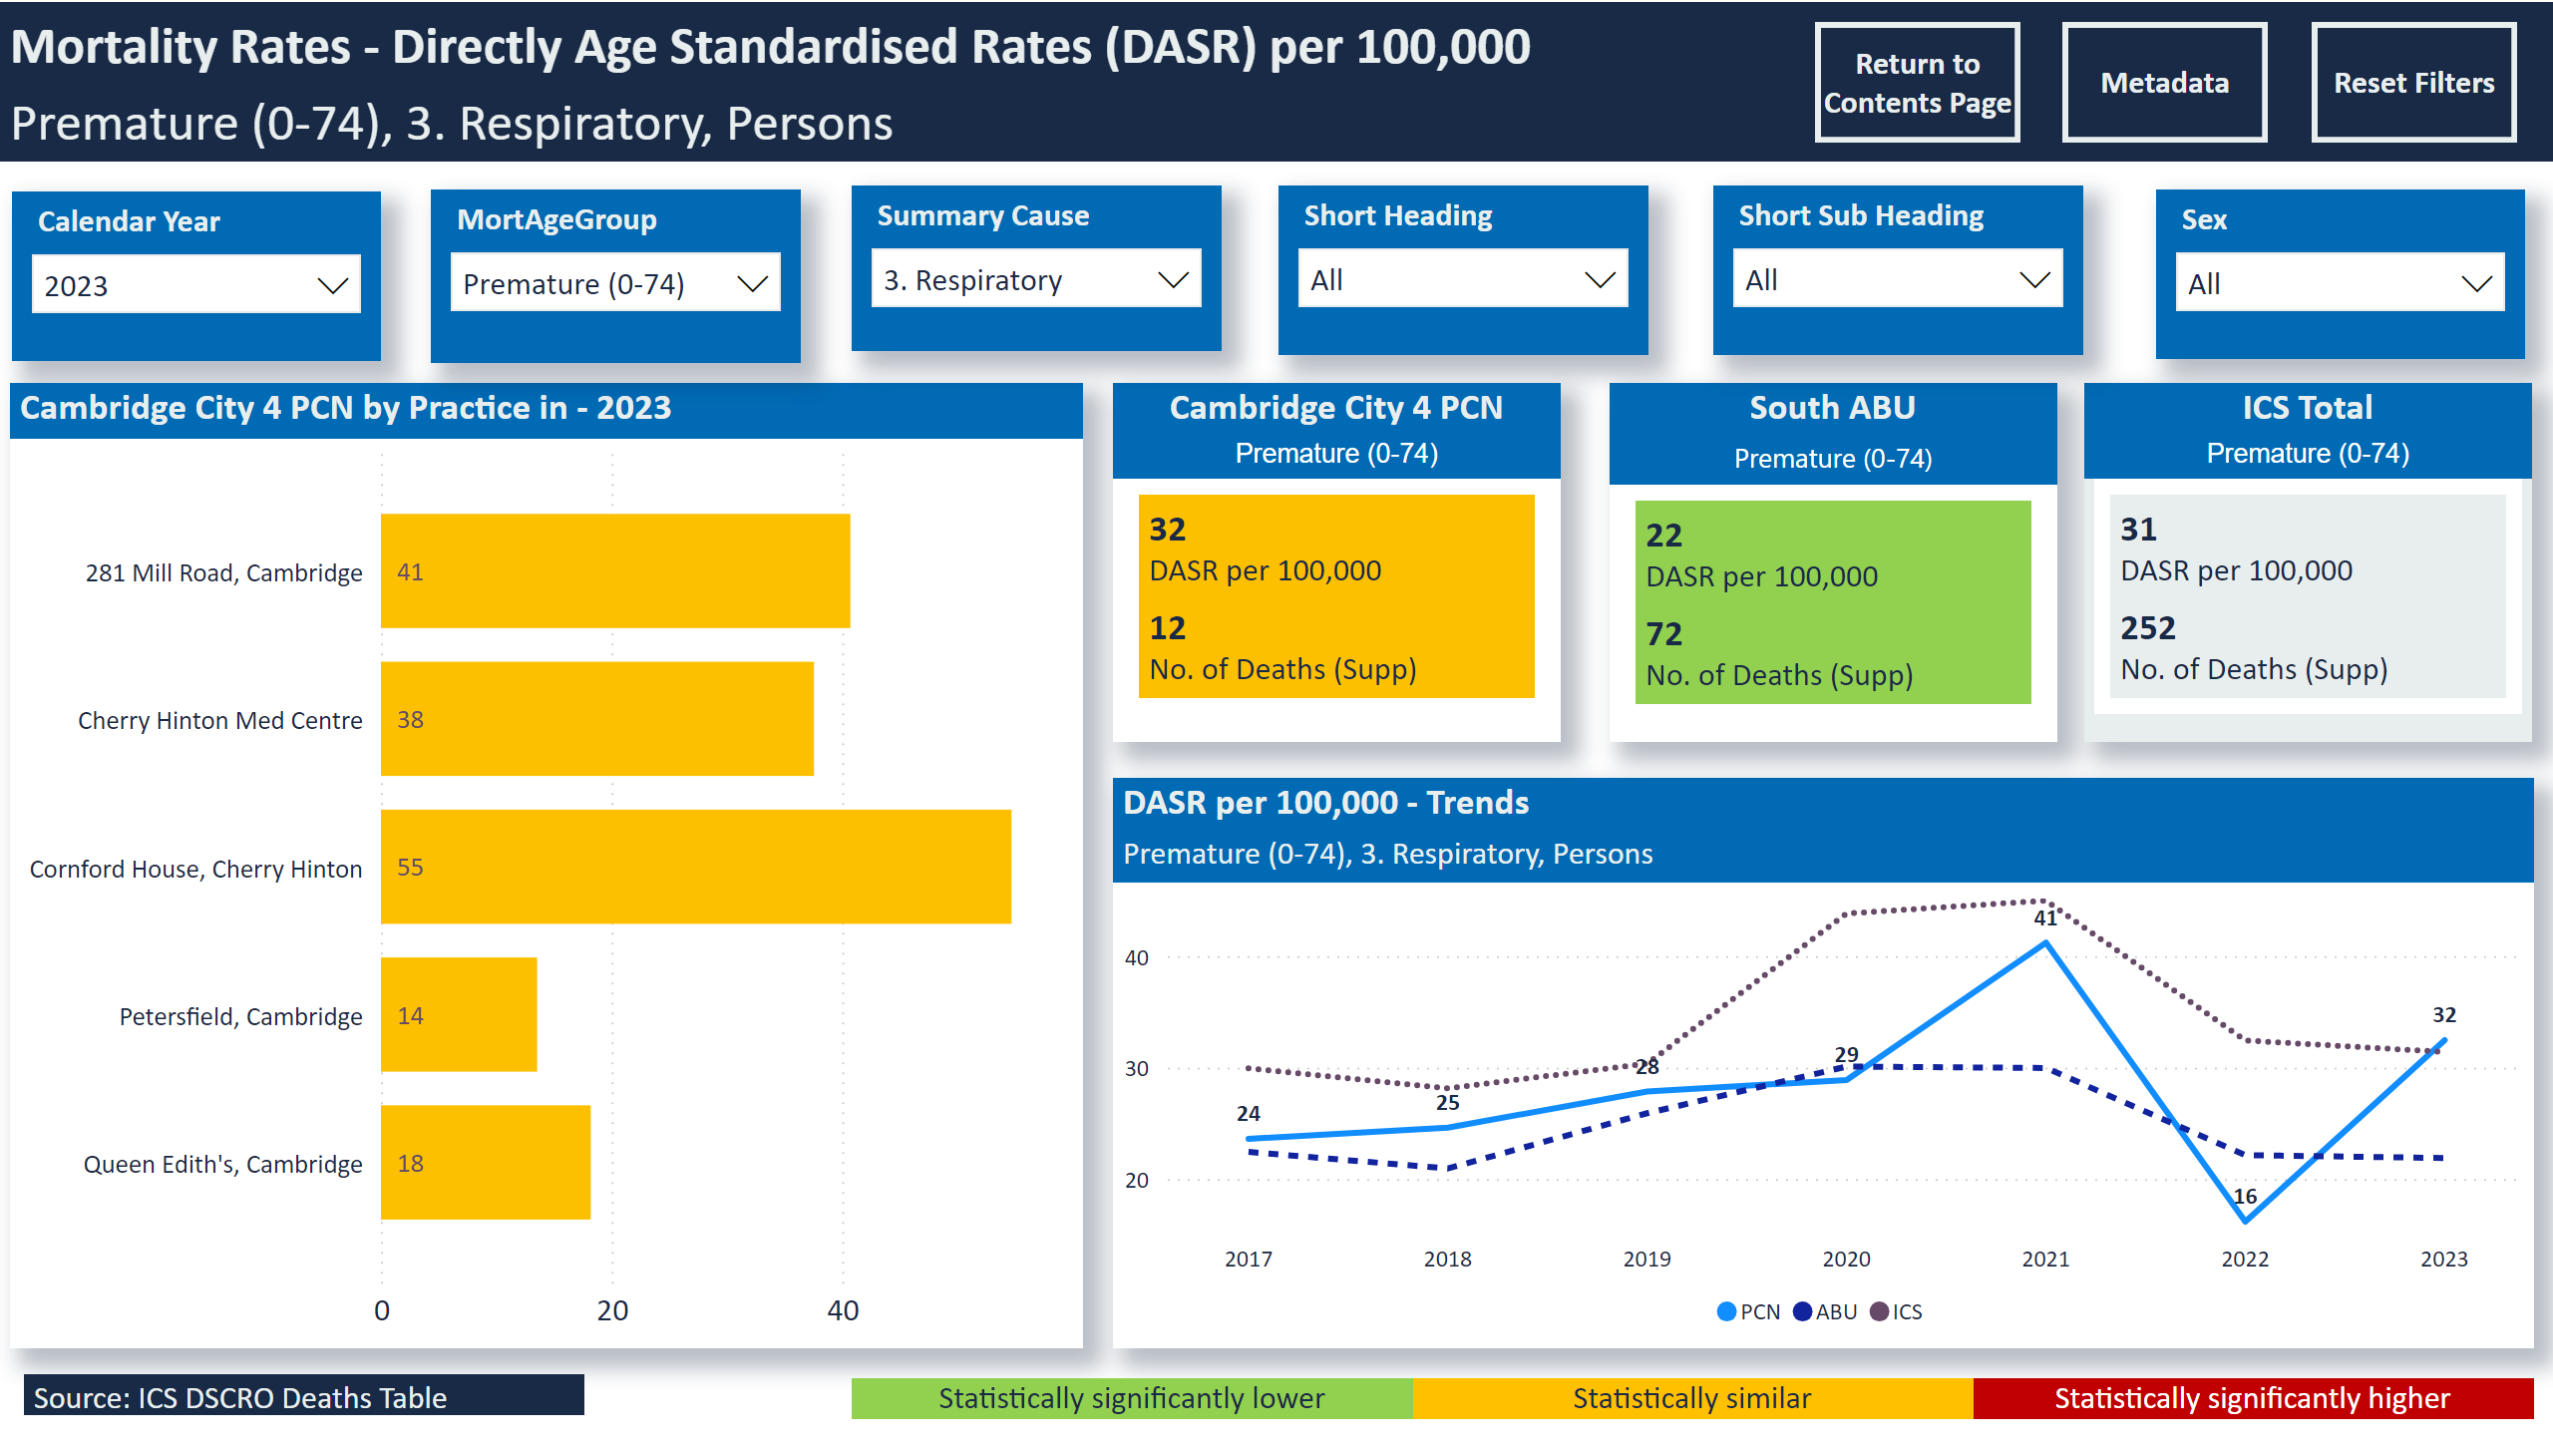 Mortality Rates - Directly Age Standardised Rates (DASR) per 100,000
Premature (0-74), 3. Respiratory, Persons
Return to
Contents Page
Metadata
Reset Filters
Calendar Year
2023
MortAgeGroup
Premature (0-74)
Summary Cause
3. Respiratory
Short Heading
All
Short Sub Heading
All
Sex
All
Cambridge City 4 PCN by Practice in - 2023
281 Mill Road, Cambridge
41
Cherry Hinton Med Centre
38
Cornford House, Cherry Hinton
55
Petersfield, Cambridge
14
Queen Edith's, Cambridge
18
0
20
40
Cambridge City 4 PCN
Premature (0-74)
32
DASR per 100,000
12
No. of Deaths (Supp)
South ABU
Premature (0-74)
22
DASR per 100,000
72
No. of Deaths (Supp)
ICS Total
Premature (0-74)
31
DASR per 100,000
252
No. of Deaths (Supp)
DASR per 100,000 - Trends
Premature (0-74), 3. Respiratory, Persons
40
30
20
24
25
28
29
41
16
32
2017
2018
2019
2020
2021
2022
2023
PCN
ABU
ICS
Source: ICS DSCRO Deaths Table
Statistically significantly lower
Statistically similar
Statistically significantly higher